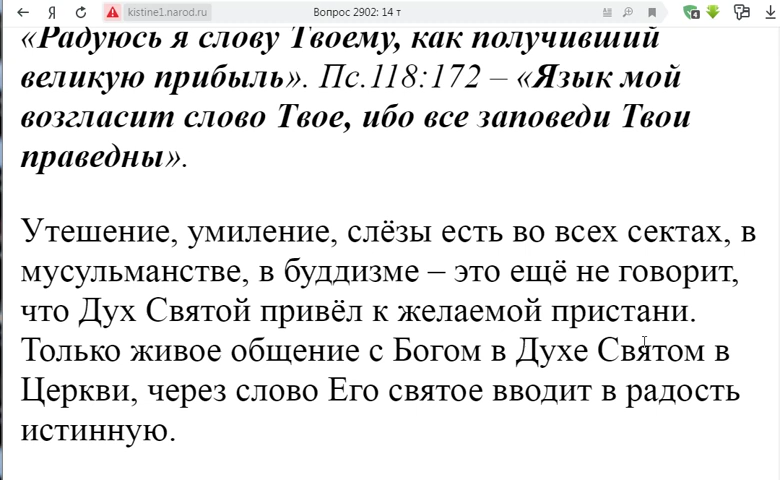 kistine1.narod.ru Вопрос 2902: 14 т
«Радуюсь я слову Твоему, как получивший
великую прибыль». Пс.118:172 – «Язык мой
возгласит слово Твое, ибо все заповеди Твои
праведны».
Утешение, умиление, слёзы есть во всех сектах, в
мусульманстве, в буддизме – это ещё не говорит,
что Дух Святой привёл к желаемой пристани.
Только живое общение с Богом в Духе Святом в
Церкви, через слово Его святое вводит в радость
истинную.